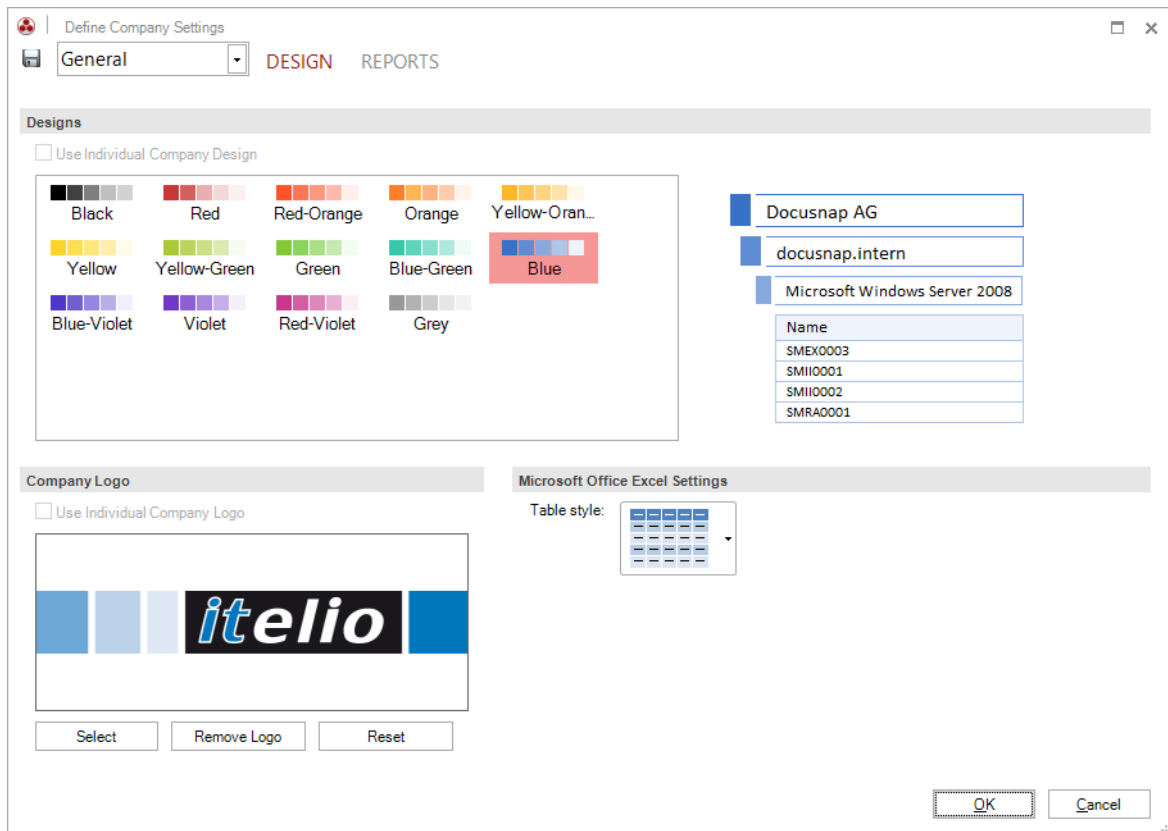 Define Company Settings
General DESIGN REPORTS
Designs
Use Individual Company Design
Black Red Red-Orange Orange Yellow-Oran...
Yellow Yellow-Green Green Blue-Green Blue
Blue-Violet Violet Red-Violet Grey
Docusnap AG
docusnap.intern
Microsoft Windows Server 2008
Name
SMEX0003
SMII0001
SMII0002
SMRA0001
Company Logo
Use Individual Company Logo
itelio
Select Remove Logo Reset
Microsoft Office Excel Settings
Table style:
OK Cancel